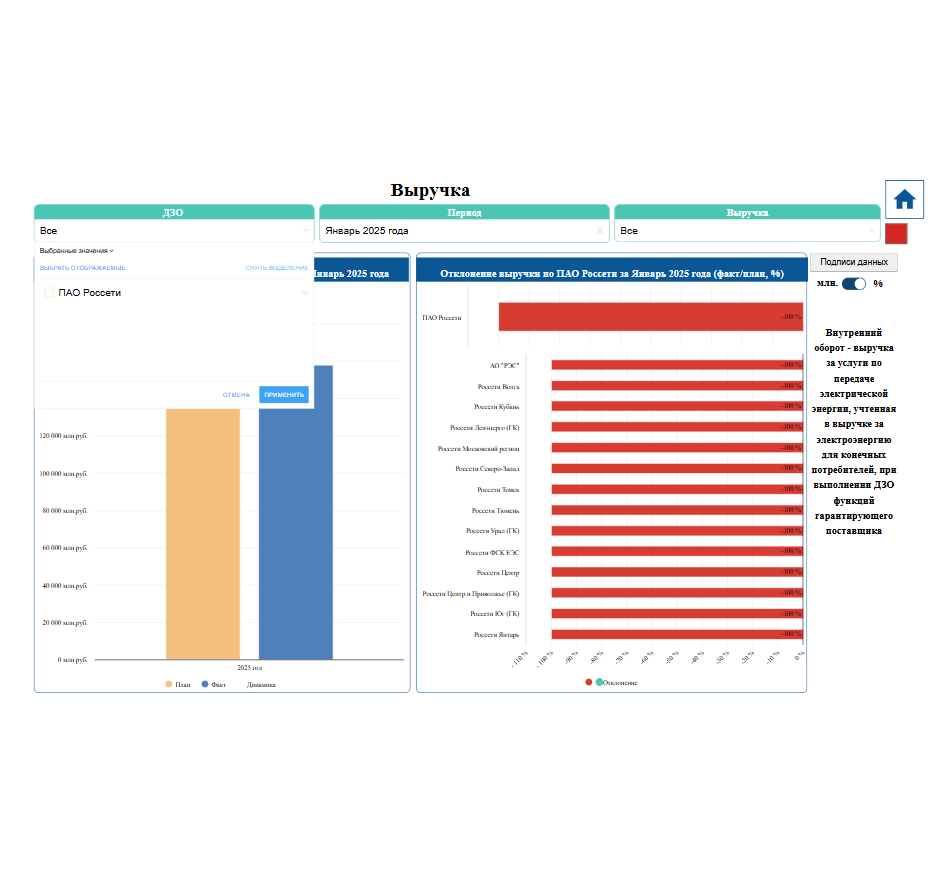 Выручка
ДЗО
Все
Период
Январь 2025 года
Выручка
Все
Выбранные значения
ВЫБРАТЬ ОТОБРАЖАЕМЫЕ
СНЯТЬ ВЫДЕЛЕНИЕ
ПАО Россети
ОТМЕНА
ПРИМЕНИТЬ
Январь 2025 года
120 000 млн.руб.
100 000 млн.руб.
80 000 млн.руб.
60 000 млн.руб.
40 000 млн.руб.
20 000 млн.руб.
0 млн.руб.
2025 год
План
Факт
Динамика
Отклонение выручки по ПАО Россети за Январь 2025 года (факт/план, %)
ПАО Россети
-100 %
АО "РЭС"
-100 %
Россети Волга
-100 %
Россети Кубань
-100 %
Россети Ленэнерго (ГК)
-100 %
Россети Московский регион
-100 %
Россети Северо-Запад
-100 %
Россети Томск
-100 %
Россети Тюмень
-100 %
Россети Урал (ГК)
-100 %
Россети ФСК ЕЭС
-100 %
Россети Центр
-100 %
Россети Центр и Приволжье (ГК)
-100 %
Россети Юг (ГК)
-100 %
Россети Янтарь
-100 %
-110 %
-100 %
-90 %
-80 %
-70 %
-60 %
-50 %
-40 %
-30 %
-20 %
-10 %
0 %
Отклонение
Подписи данных
млн.
%
Внутренний
оборот - выручка
за услуги по
передаче
электрической
энергии, учтенная
в выручке за
электроэнергию
для конечных
потребителей, при
выполнении ДЗО
функций
гарантирующего
поставщика